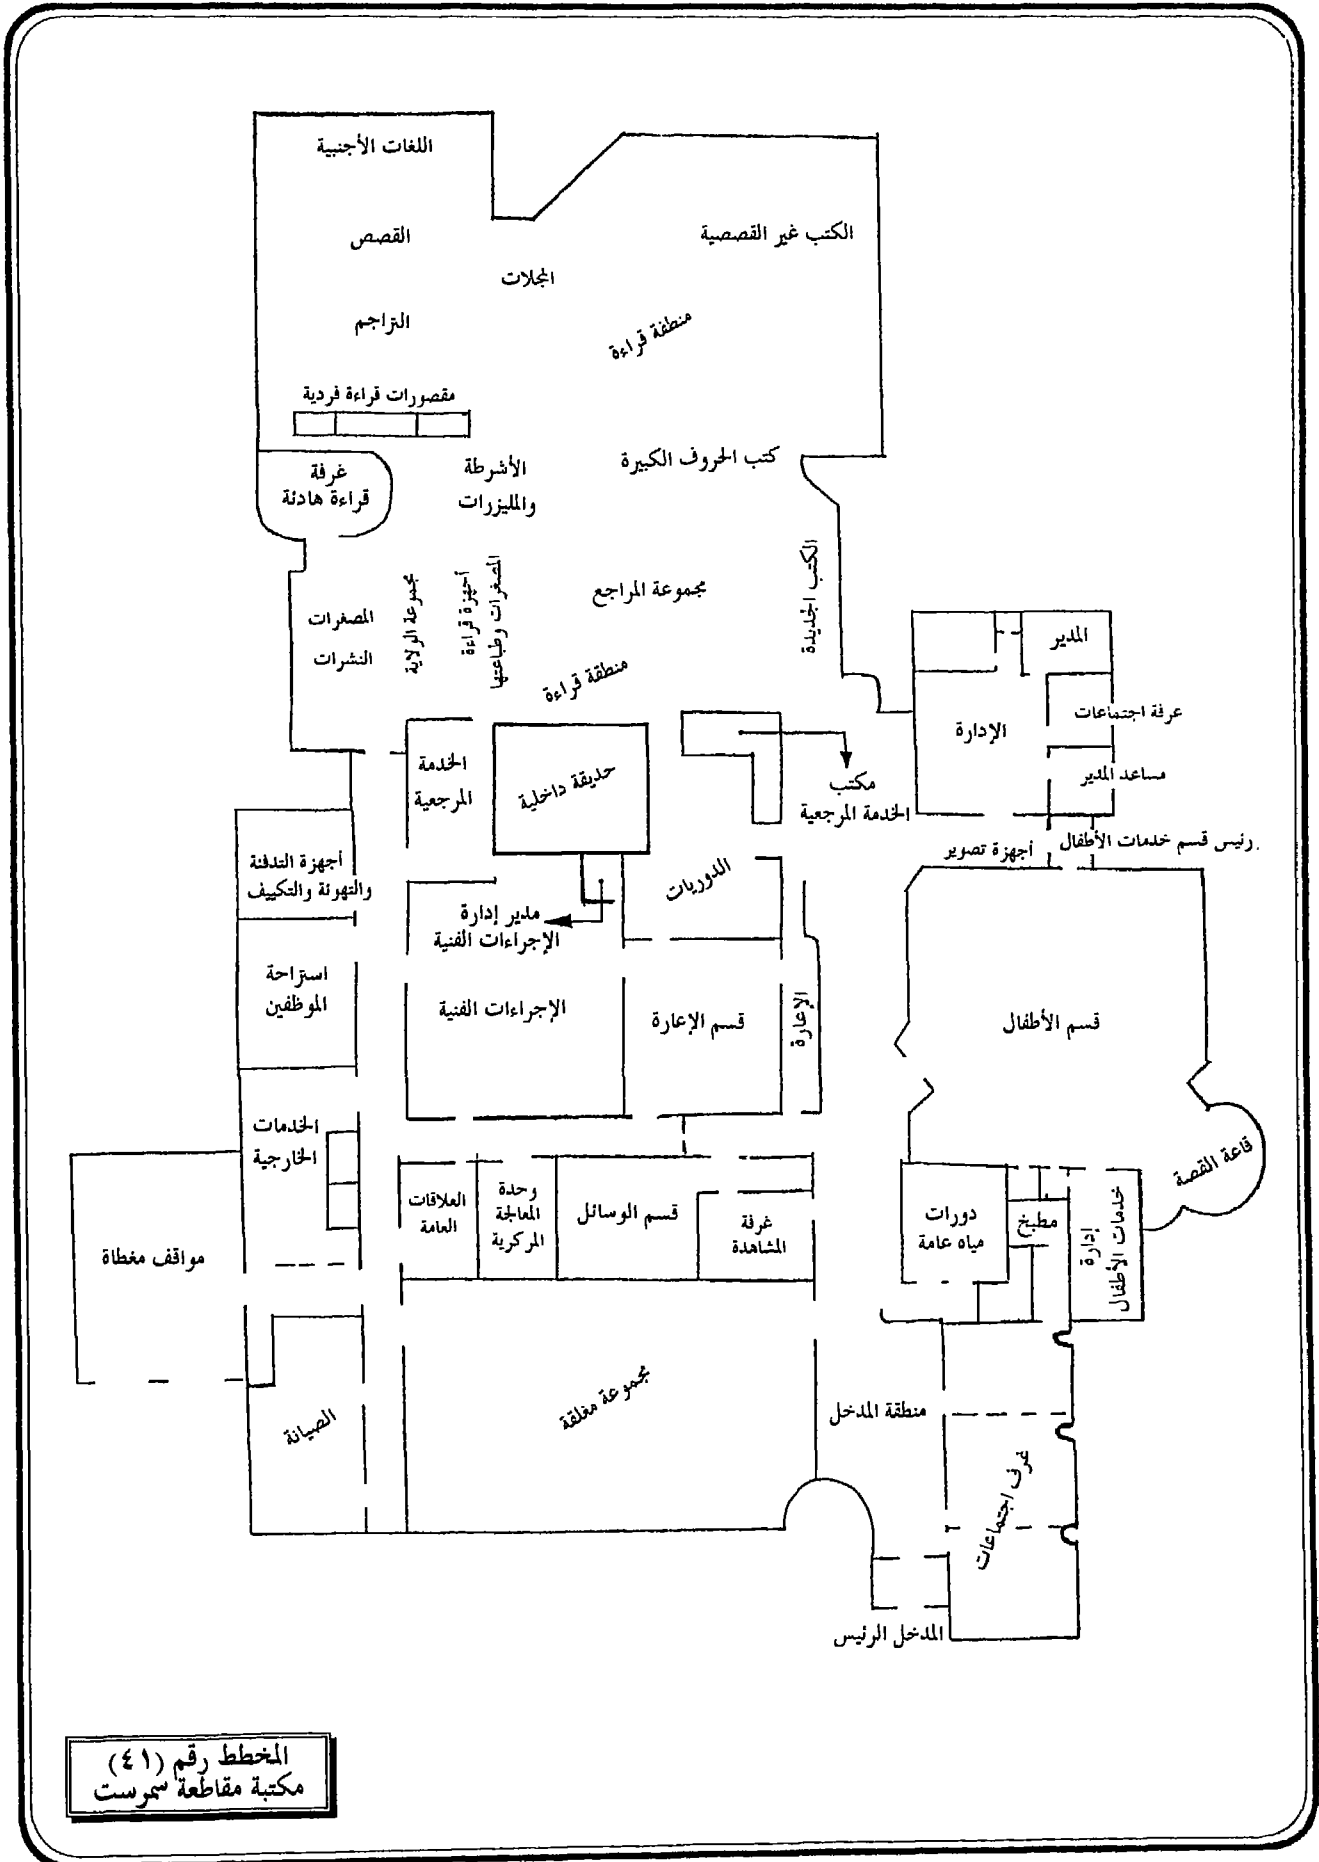 اللغات الأجنبية
القصص
الكتب غير القصصية
المجلات
التراجم
منطقة قراءة
مقصورات قراءة فردية
غرفة
قراءة هادئة
الأشرطة
والمليزرات
كتب الحروف الكبيرة
الكتب الجديدة
مجموعة المراجع
أجهزة قراءة
المصغرات وطباعتها
مجموعة الولاية
المصغرات
النشرات
منطقة قراءة
المدير
غرفة اجتماعات
الإدارة
مساعد المدير
الخدمة
المرجعية
حديقة داخلية
مكتب
الخدمة المرجعية
رئيس قسم خدمات الأطفال
أجهزة تصوير
أجهزة التدفئة
والتهوئة والتكييف
الدوريات
مدير إدارة
الإجراءات الفنية
استراحة
الموظفين
الإجراءات الفنية
قسم الإعارة
الإعارة
قسم الأطفال
الخدمات
الخارجية
قاعة القصة
العلاقات
العامة
وحدة
المعالجة
المركرية
قسم الوسائل
غرفة
المشاهدة
دورات
مياه عامة
مطبخ
إدارة
خدمات الأطفال
مواقف مغطاة
الصيانة
مجموعة مغلقة
منطقة المدخل
غرف اجتماعات
المدخل الرئيس
المخطط رقم (٤١)
مكتبة مقاطعة سمرست